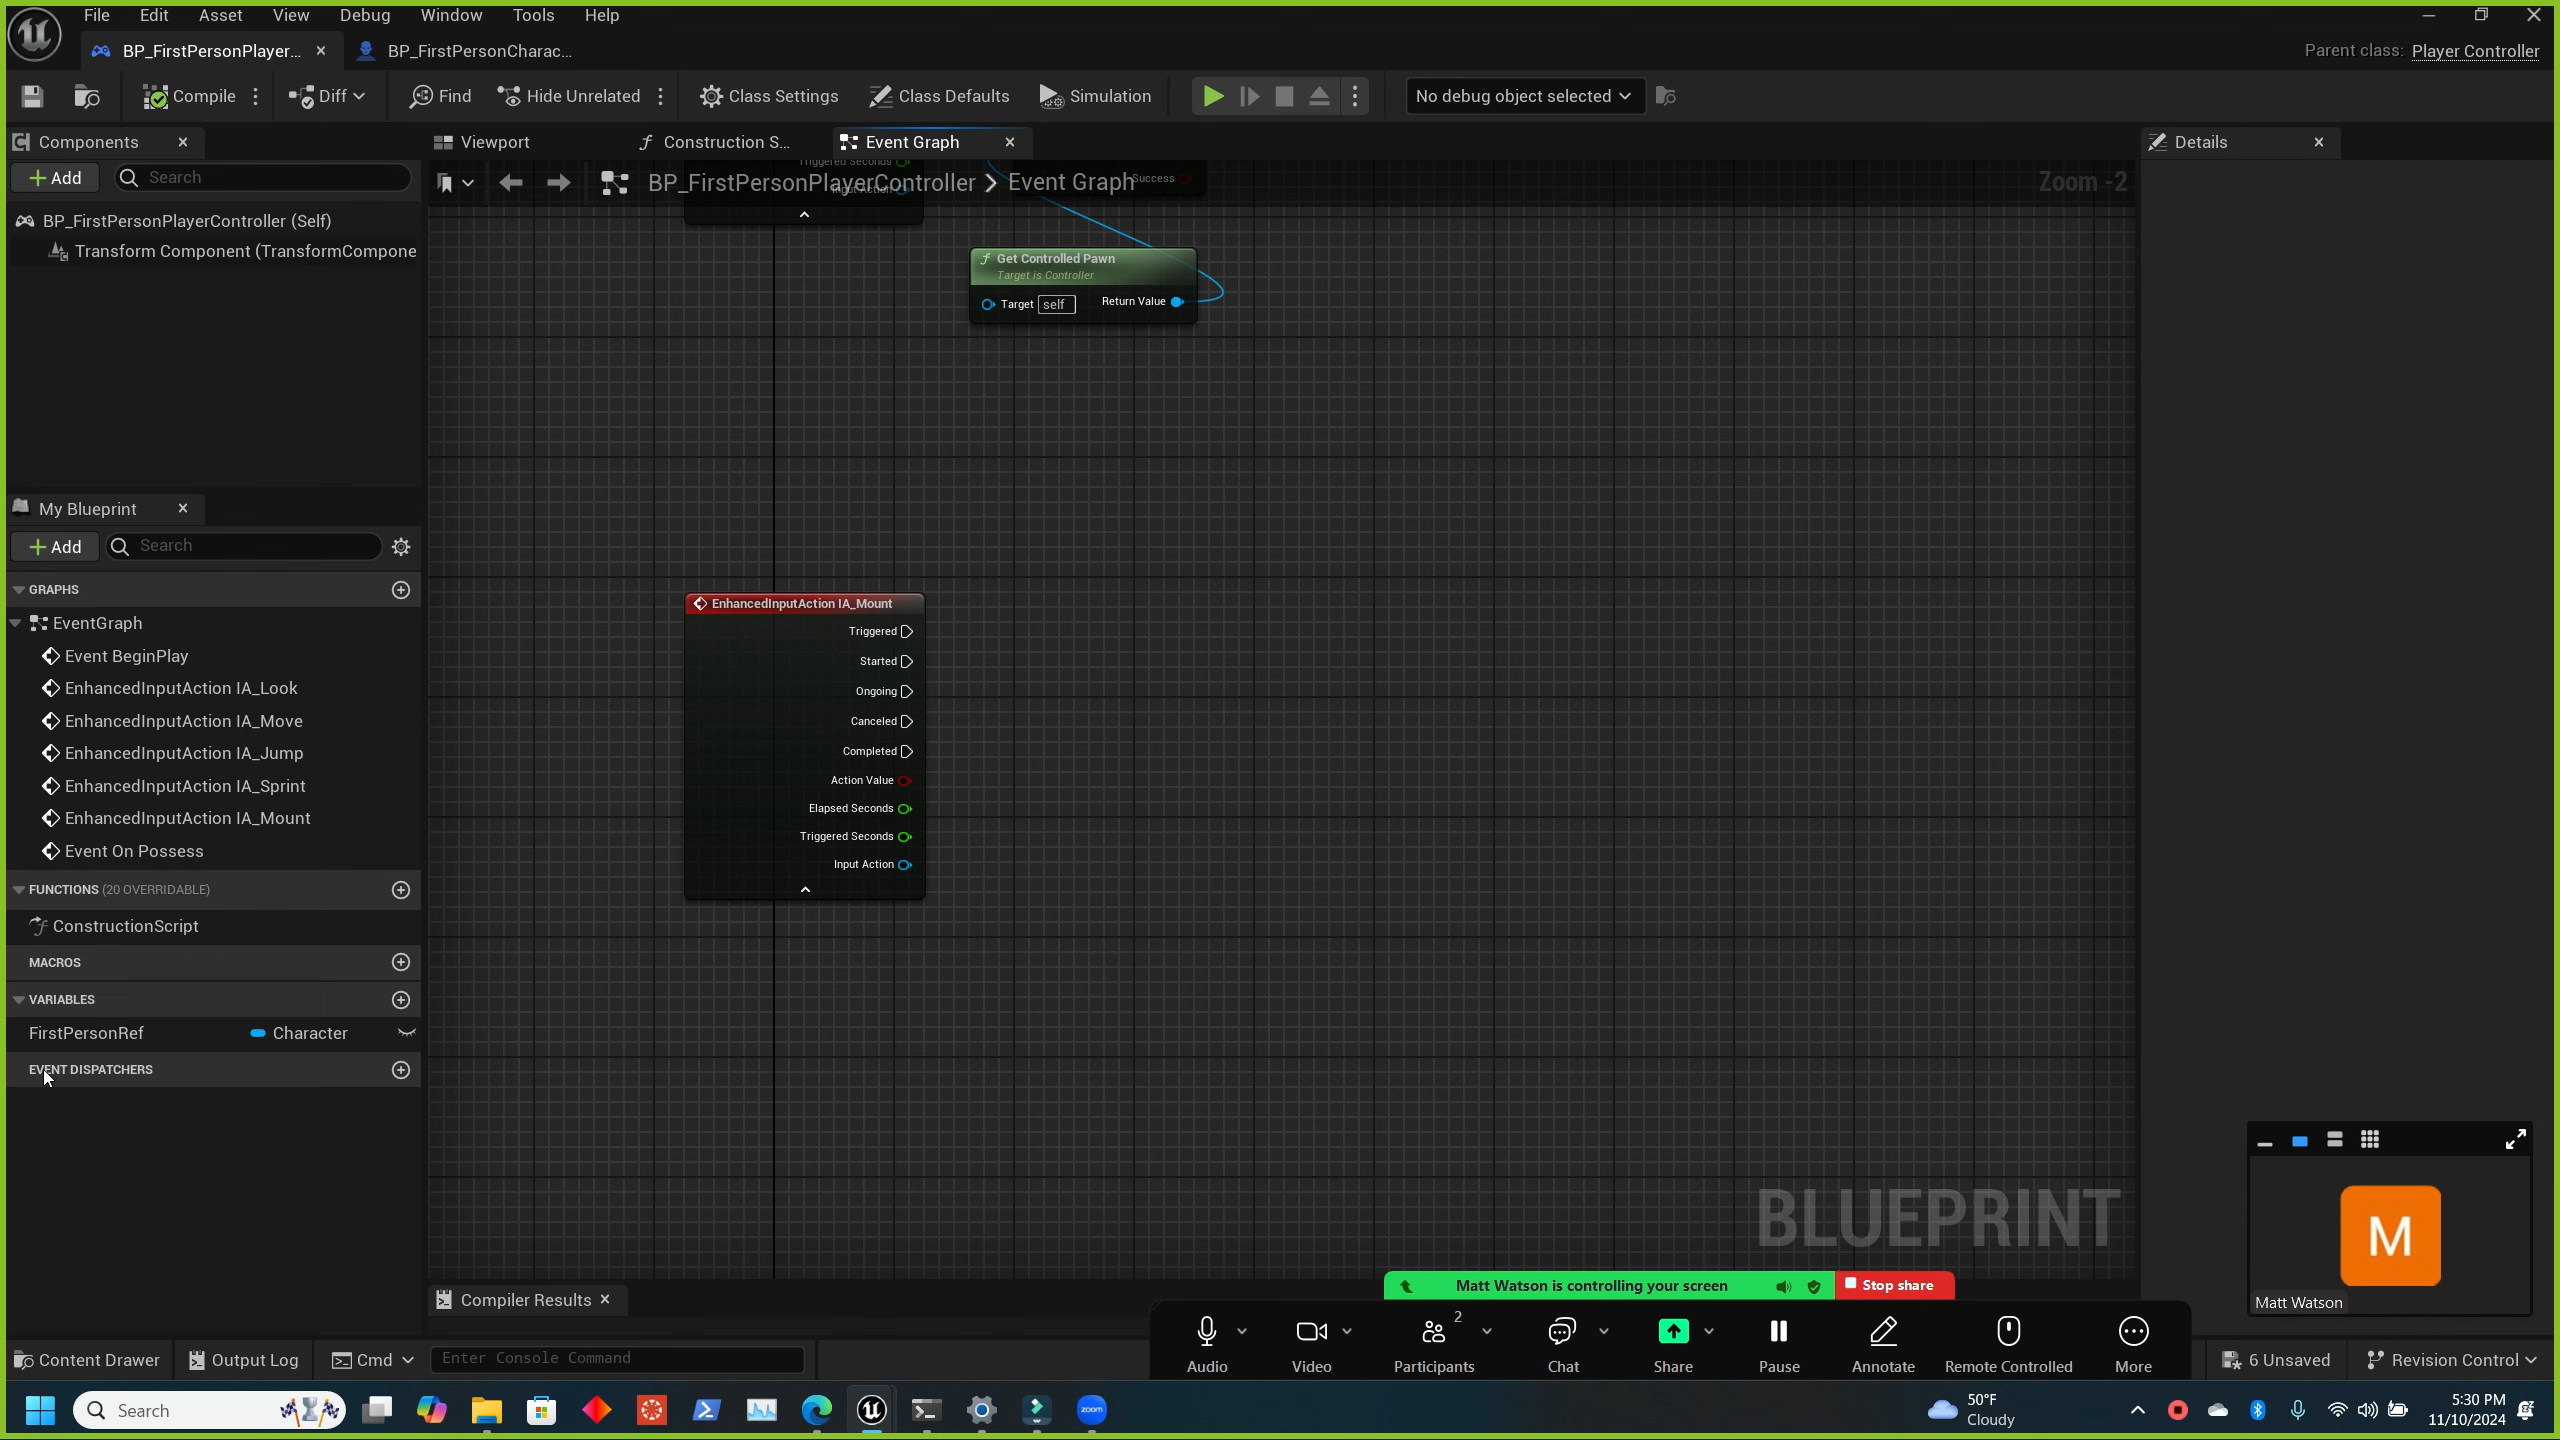 File Edit Asset View Debug Window Tools Help
BP_FirstPersonPlayer... BP_FirstPersonCharac... Parent class: Player Controller
Compile Diff Find Hide Unrelated Class Settings Class Defaults Simulation No debug object selected
Components Viewport Construction S... Event Graph Details
Add Search
Triggered Seconds
BP_FirstPersonPlayerController > Event Graph Zoom -2
Input Action Success
BP_FirstPersonPlayerController (Self)
Transform Component (TransformCompone
Get Controlled Pawn
Target is Controller
Target self Return Value
My Blueprint
Add Search
GRAPHS
EventGraph
Event BeginPlay
EnhancedInputAction IA_Look
EnhancedInputAction IA_Move
EnhancedInputAction IA_Jump
EnhancedInputAction IA_Sprint
EnhancedInputAction IA_Mount
Event On Possess
FUNCTIONS (20 OVERRIDABLE)
ConstructionScript
MACROS
VARIABLES
FirstPersonRef Character
EVENT DISPATCHERS
EnhancedInputAction IA_Mount
Triggered
Started
Ongoing
Canceled
Completed
Action Value
Elapsed Seconds
Triggered Seconds
Input Action
BLUEPRINT
M
Matt Watson
Compiler Results
Matt Watson is controlling your screen Stop share
2
Audio Video Participants Chat Share Pause Annotate Remote Controlled More
Content Drawer Output Log Cmd Enter Console Command 6 Unsaved Revision Control
Search zoom
50°F
Cloudy
5:30 PM
11/10/2024